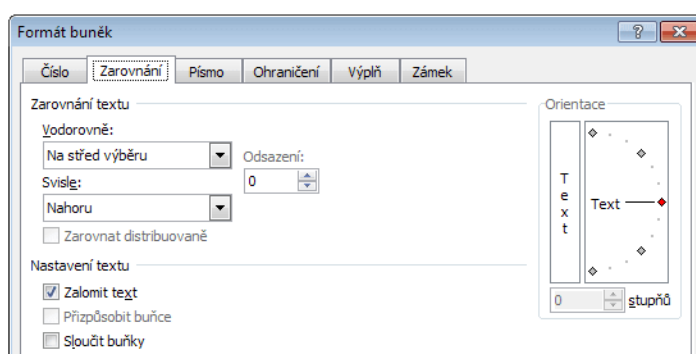 Formát buněk
Číslo Zarovnání Písmo Ohraničení Výplň Zámek
Zarovnání textu
Orientace
Vodorovně:
Na střed výběru
Odsazení:
0
Svisle:
Nahoru
Zarovnat distribuovaně
Text
Text
Nastavení textu
Zalomit text
0 stupňů
Přizpůsobit buňce
Sloučit buňky